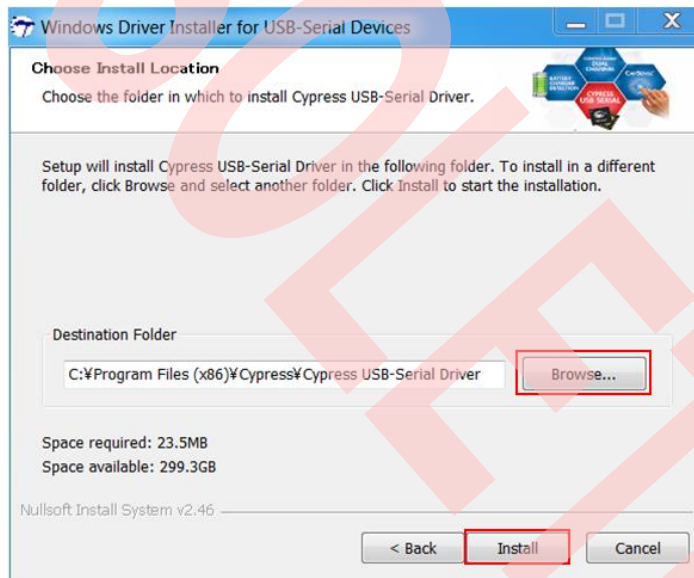 Windows Driver Installer for USB-Serial Devices
Choose Install Location
Choose the folder in which to install Cypress USB-Serial Driver.
CYPRESS
USB SERIAL
Setup will install Cypress USB-Serial Driver in the following folder. To install in a different
folder, click Browse and select another folder. Click Install to start the installation.
Destination Folder
C:¥Program Files (x86)¥Cypress¥Cypress USB-Serial Driver
Browse...
Space required: 23.5MB
Space available: 299.3GB
Nullsoft Install System v2.46
< Back
Install
Cancel